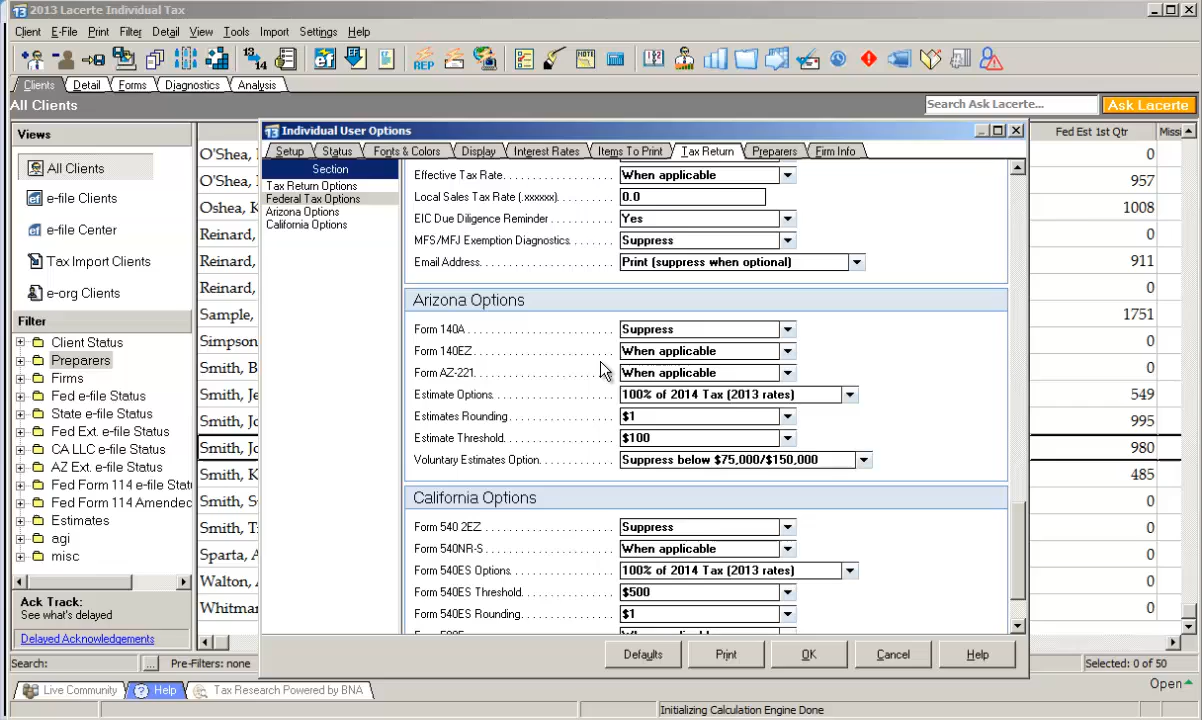 2013 Lacerte Individual Tax
Client E-File Print Filter Detail View Tools Import Settings Help
Clients Detail Forms Diagnostics Analysis
All Clients
Search Ask Lacerte...
Ask Lacerte
Views
All Clients
e-file Clients
e-file Center
Tax Import Clients
e-org Clients
Filter
Client Status
Preparers
Firms
Fed e-file Status
State e-file Status
Fed Ext. e-file Status
CA LLC e-file Status
AZ Ext. e-file Status
Fed Form 114 e-file Stat
Fed Form 114 Amended
Estimates
agi
misc
Ack Track:
See what's delayed
Delayed Acknowledgements
O'Shea,
O'Shea,
Oshea, K
Reinard,
Reinard,
Reinard,
Sample,
Simpson
Smith, B
Smith, Je
Smith, Jo
Smith, Jo
Smith, K
Smith, S
Smith, T
Sparta, A
Walton,
Whitma
Individual User Options
Setup Status Fonts & Colors Display Interest Rates Items To Print Tax Return Preparers Firm Info
Section
Tax Return Options
Federal Tax Options
Arizona Options
California Options
Effective Tax Rate. When applicable
Local Sales Tax Rate (.xxxxxx) 0.0
EIC Due Diligence Reminder Yes
MFS/MFJ Exemption Diagnostics Suppress
Email Address Print (suppress when optional)
Arizona Options
Form 140A Suppress
Form 140EZ When applicable
Form AZ-221 When applicable
Estimate Options 100% of 2014 Tax (2013 rates)
Estimates Rounding $1
Estimate Threshold $100
Voluntary Estimates Option Suppress below $75,000/$150,000
California Options
Form 540 2EZ Suppress
Form 540NR-S When applicable
Form 540ES Options 100% of 2014 Tax (2013 rates)
Form 540ES Threshold $500
Form 540ES Rounding $1
Defaults Print OK Cancel Help
Fed Est 1st Qtr Missi
0
957
1008
0
911
0
1751
0
0
549
995
980
485
0
0
0
0
0
Search: ... Pre-Filters: none
Selected: 0 of 50
Live Community Help Tax Research Powered by BNA
Open
Initializing Calculation Engine Done